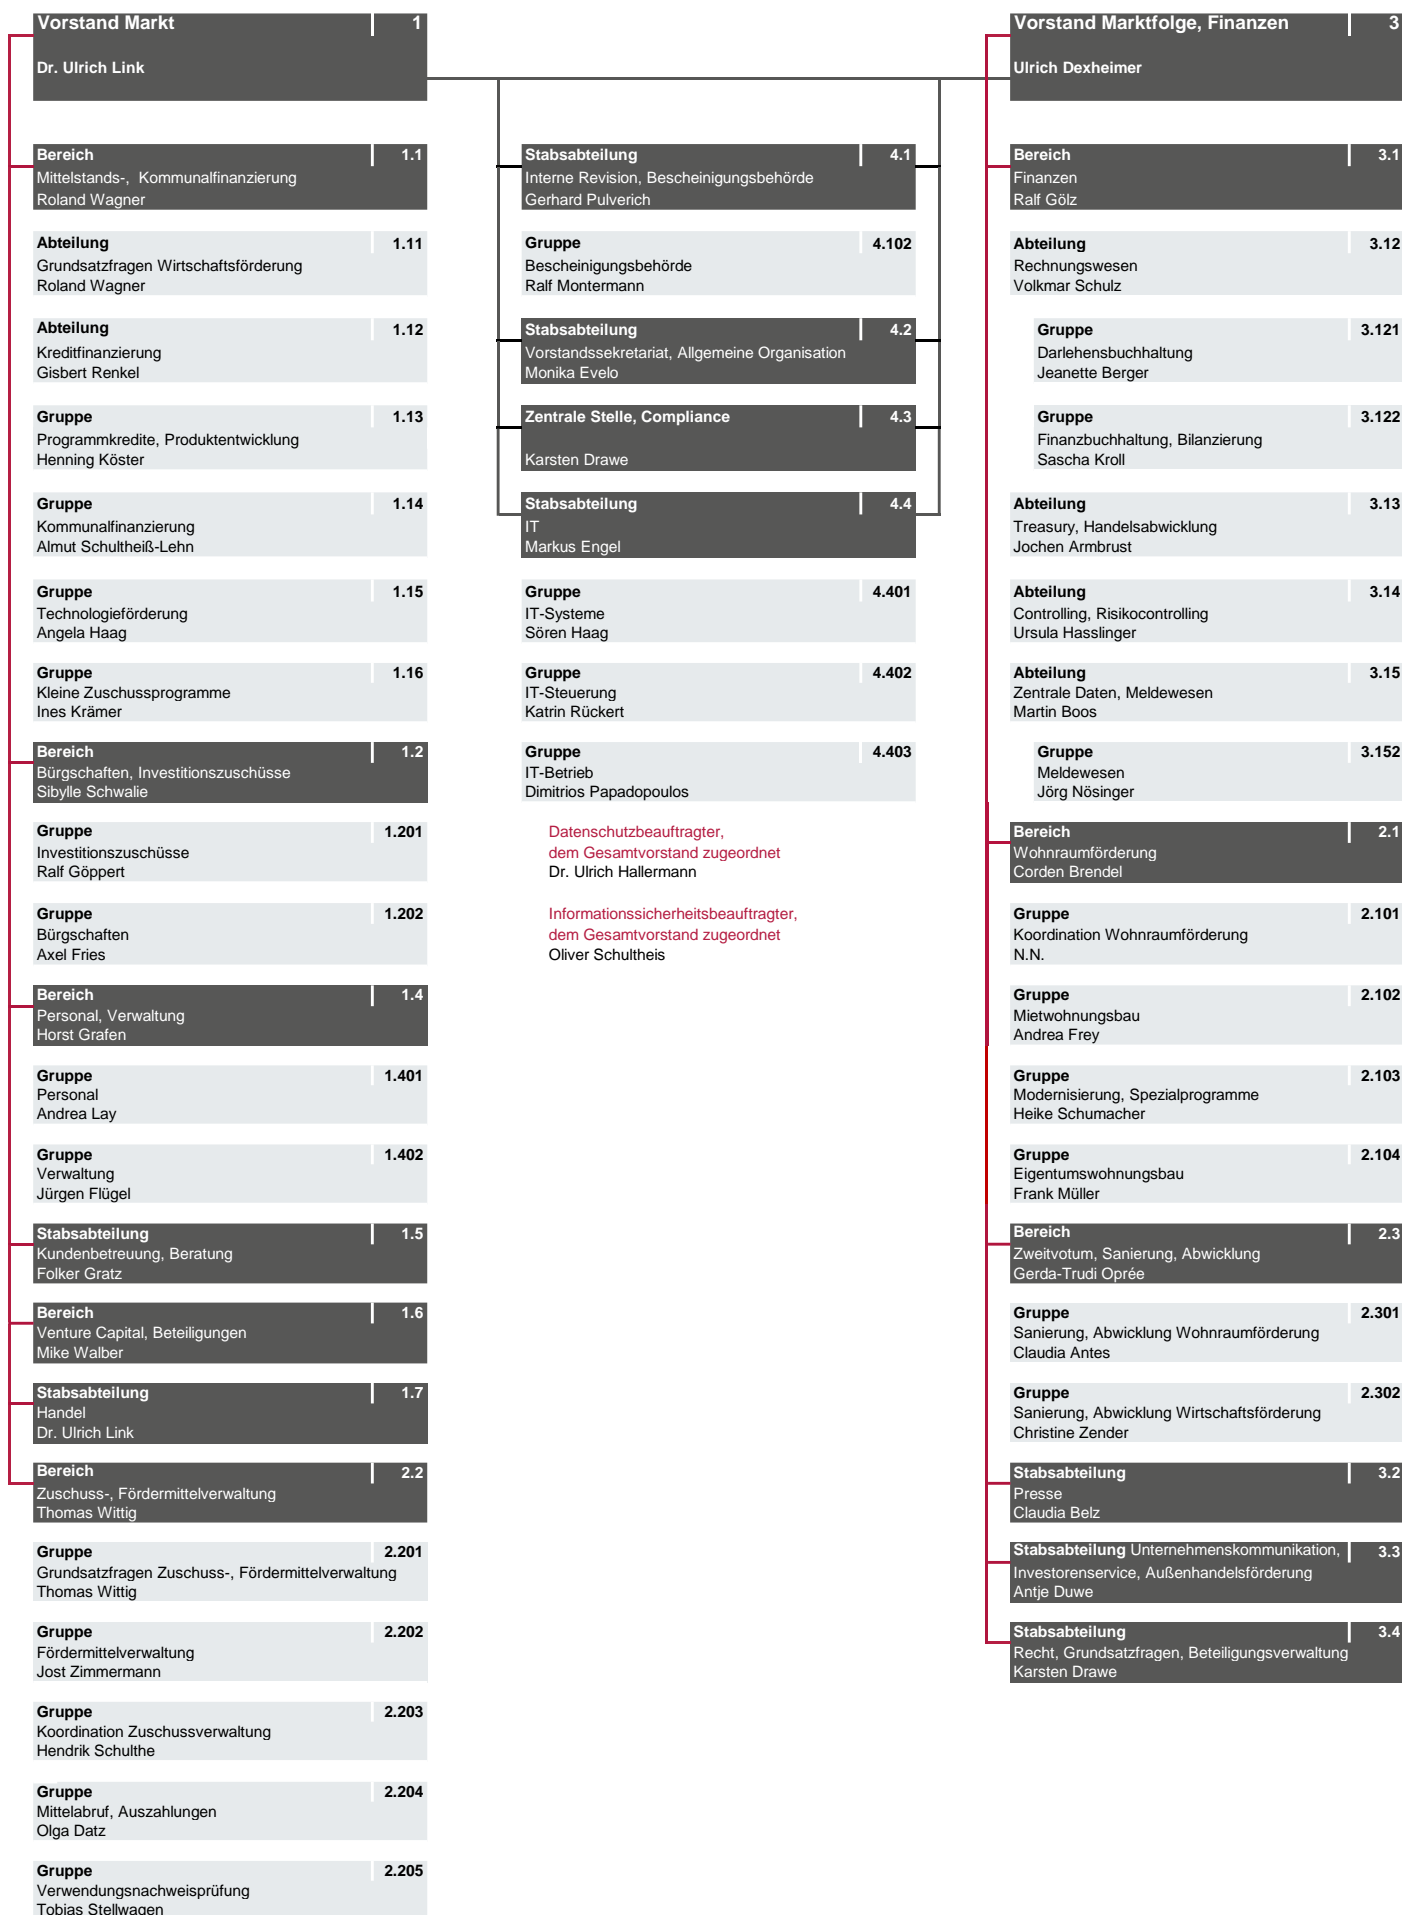 Vorstand Markt 1
Dr. Ulrich Link
Bereich 1.1
Mittelstands-, Kommunalfinanzierung
Roland Wagner
Abteilung 1.11
Grundsatzfragen Wirtschaftsförderung
Roland Wagner
Abteilung 1.12
Kreditfinanzierung
Gisbert Renkel
Gruppe 1.13
Programmkredite, Produktentwicklung
Henning Köster
Gruppe 1.14
Kommunalfinanzierung
Almut Schultheiß-Lehn
Gruppe 1.15
Technologieförderung
Angela Haag
Gruppe 1.16
Kleine Zuschussprogramme
Ines Krämer
Bereich 1.2
Bürgschaften, Investitionszuschüsse
Sibylle Schwalie
Gruppe 1.201
Investitionszuschüsse
Ralf Göppert
Gruppe 1.202
Bürgschaften
Axel Fries
Bereich 1.4
Personal, Verwaltung
Horst Grafen
Gruppe 1.401
Personal
Andrea Lay
Gruppe 1.402
Verwaltung
Jürgen Flügel
Stabsabteilung 1.5
Kundenbetreuung, Beratung
Folker Gratz
Bereich 1.6
Venture Capital, Beteiligungen
Mike Walber
Stabsabteilung 1.7
Handel
Dr. Ulrich Link
Bereich 2.2
Zuschuss-, Fördermittelverwaltung
Thomas Wittig
Gruppe 2.201
Grundsatzfragen Zuschuss-, Fördermittelverwaltung
Thomas Wittig
Gruppe 2.202
Fördermittelverwaltung
Jost Zimmermann
Gruppe 2.203
Koordination Zuschussverwaltung
Hendrik Schulthe
Gruppe 2.204
Mittelabruf, Auszahlungen
Olga Datz
Gruppe 2.205
Verwendungsnachweisprüfung
Tobias Stellwagen
Stabsabteilung 4.1
Interne Revision, Bescheinigungsbehörde
Gerhard Pulverich
Gruppe 4.102
Bescheinigungsbehörde
Ralf Montermann
Stabsabteilung 4.2
Vorstandssekretariat, Allgemeine Organisation
Monika Evelo
Zentrale Stelle, Compliance 4.3
Karsten Drawe
Stabsabteilung 4.4
IT
Markus Engel
Gruppe 4.401
IT-Systeme
Sören Haag
Gruppe 4.402
IT-Steuerung
Katrin Rückert
Gruppe 4.403
IT-Betrieb
Dimitrios Papadopoulos
Datenschutzbeauftragter,
dem Gesamtvorstand zugeordnet
Dr. Ulrich Hallermann
Informationssicherheitsbeauftragter,
dem Gesamtvorstand zugeordnet
Oliver Schultheis
Vorstand Marktfolge, Finanzen 3
Ulrich Dexheimer
Bereich 3.1
Finanzen
Ralf Gölz
Abteilung 3.12
Rechnungswesen
Volkmar Schulz
Gruppe 3.121
Darlehensbuchhaltung
Jeanette Berger
Gruppe 3.122
Finanzbuchhaltung, Bilanzierung
Sascha Kroll
Abteilung 3.13
Treasury, Handelsabwicklung
Jochen Armbrust
Abteilung 3.14
Controlling, Risikocontrolling
Ursula Hasslinger
Abteilung 3.15
Zentrale Daten, Meldewesen
Martin Boos
Gruppe 3.152
Meldewesen
Jörg Nösinger
Bereich 2.1
Wohnraumförderung
Corden Brendel
Gruppe 2.101
Koordination Wohnraumförderung
N.N.
Gruppe 2.102
Mietwohnungsbau
Andrea Frey
Gruppe 2.103
Modernisierung, Spezialprogramme
Heike Schumacher
Gruppe 2.104
Eigentumswohnungsbau
Frank Müller
Bereich 2.3
Zweitvotum, Sanierung, Abwicklung
Gerda-Trudi Oprée
Gruppe 2.301
Sanierung, Abwicklung Wohnraumförderung
Claudia Antes
Gruppe 2.302
Sanierung, Abwicklung Wirtschaftsförderung
Christine Zender
Stabsabteilung 3.2
Presse
Claudia Belz
Stabsabteilung Unternehmenskommunikation, 3.3
Investorenservice, Außenhandelsförderung
Antje Duwe
Stabsabteilung 3.4
Recht, Grundsatzfragen, Beteiligungsverwaltung
Karsten Drawe